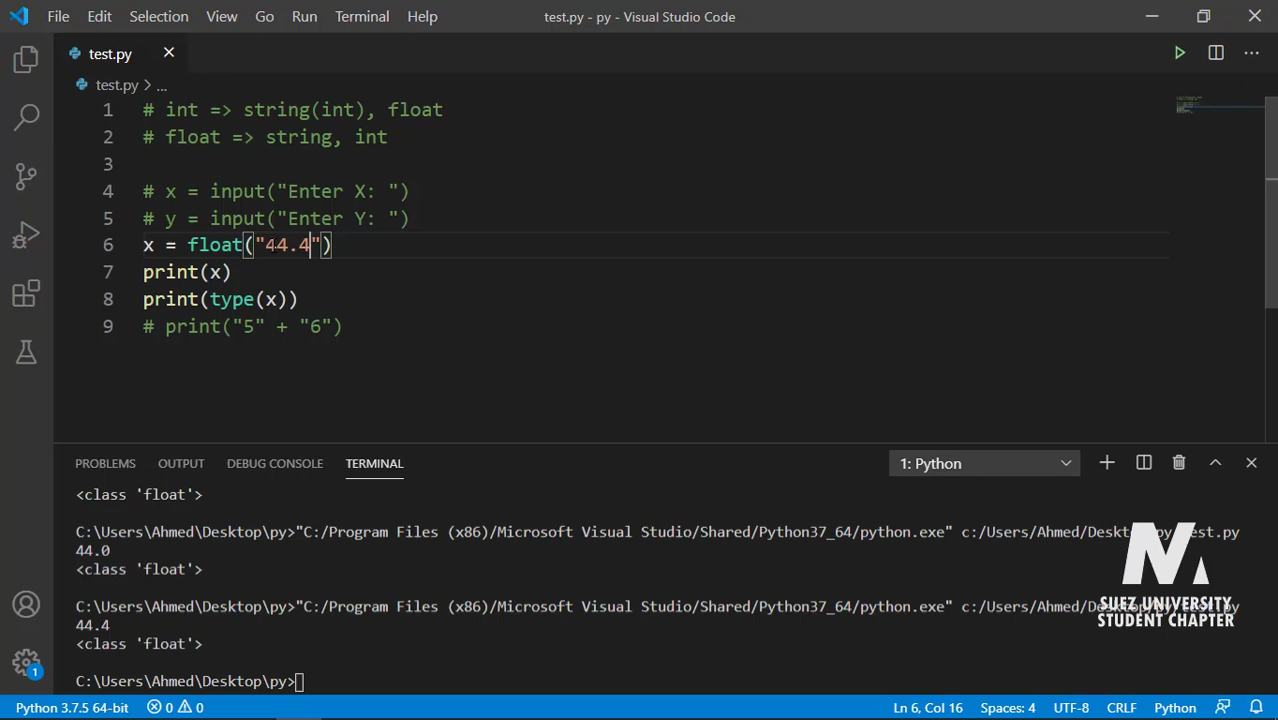 File Edit Selection View Go Run Terminal Help test.py - py - Visual Studio Code
test.py
test.py > ...
1 # int => string(int), float
2 # float => string, int
3
4 # x = input("Enter X: ")
5 # y = input("Enter Y: ")
6 x = float("44.4")
7 print(x)
8 print(type(x))
9 # print("5" + "6")
PROBLEMS OUTPUT DEBUG CONSOLE TERMINAL 1: Python
<class 'float'>
C:\Users\Ahmed\Desktop\py>"C:/Program Files (x86)/Microsoft Visual Studio/Shared/Python37_64/python.exe" c:/Users/Ahmed/Desktop/py/test.py
44.0
<class 'float'>
C:\Users\Ahmed\Desktop\py>"C:/Program Files (x86)/Microsoft Visual Studio/Shared/Python37_64/python.exe" c:/Users/Ahmed/Desktop/py/test.py
44.4
<class 'float'>
C:\Users\Ahmed\Desktop\py>
SUEZ UNIVERSITY
STUDENT CHAPTER
1
Python 3.7.5 64-bit 0 0 Ln 6, Col 16 Spaces: 4 UTF-8 CRLF Python